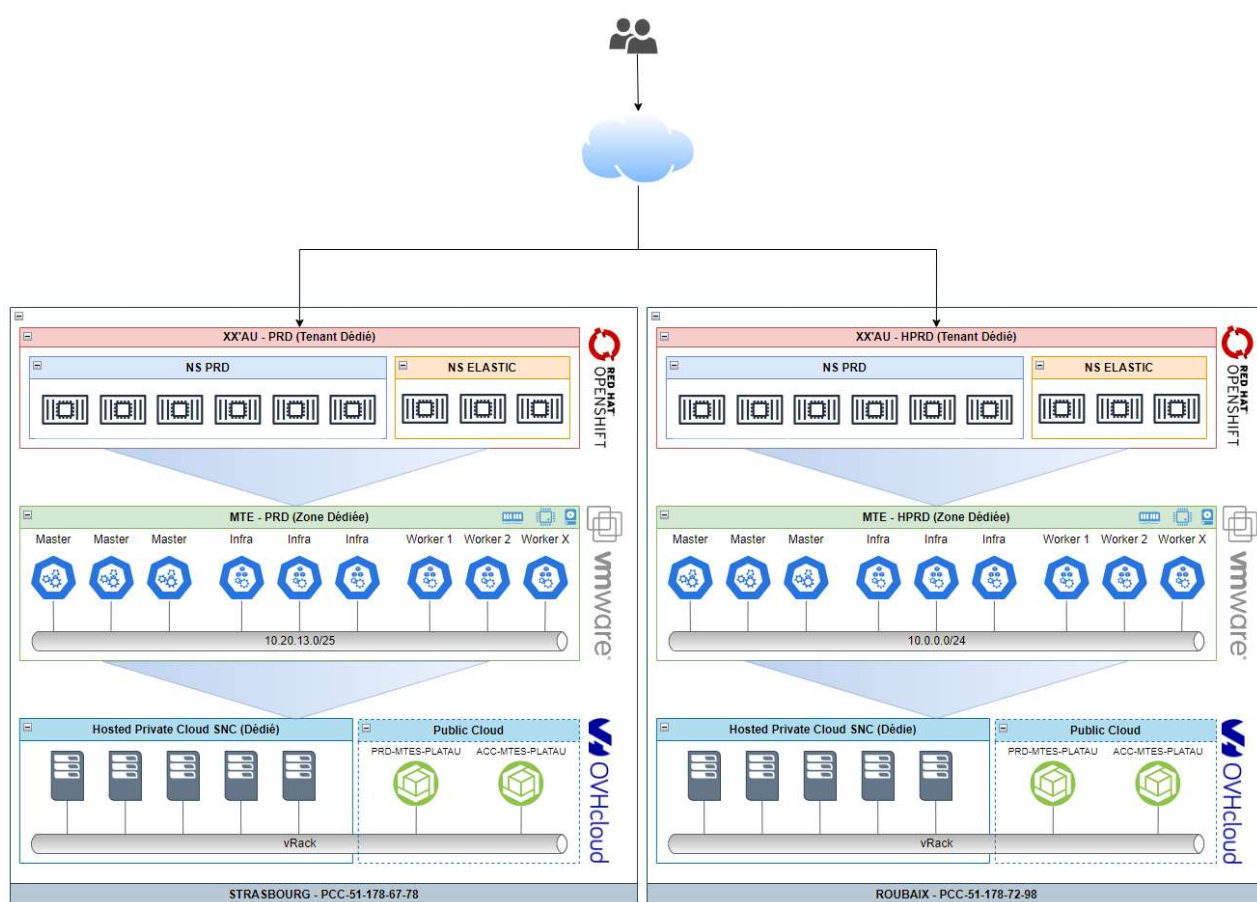 XX'AU - PRD (Tenant Dédié)
NS PRD
NS ELASTIC
RED HAT
OPENSHIFT
MTE - PRD (Zone Dédiée)
Master Master Master Infra Infra Infra Worker 1 Worker 2 Worker X
10.20.13.0/25
vmware
Hosted Private Cloud SNC (Dédié)
Public Cloud
PRD-MTES-PLATAU ACC-MTES-PLATAU
vRack
OVHcloud
STRASBOURG - PCC-51-178-67-78
XX'AU - HPRD (Tenant Dédié)
NS PRD
NS ELASTIC
RED HAT
OPENSHIFT
MTE - HPRD (Zone Dédiée)
Master Master Master Infra Infra Infra Worker 1 Worker 2 Worker X
10.0.0.0/24
vmware
Hosted Private Cloud SNC (Dédie)
Public Cloud
PRD-MTES-PLATAU ACC-MTES-PLATAU
vRack
OVHcloud
ROUBAIX - PCC-51-178-72-98